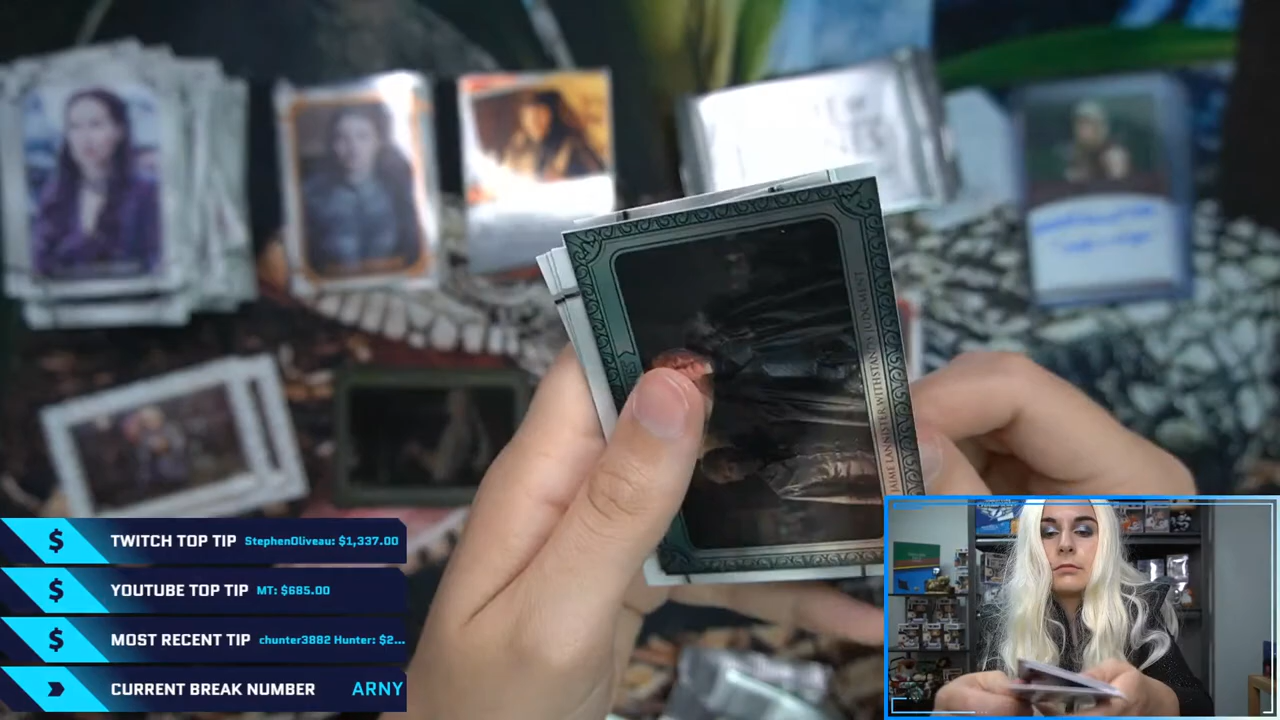 JAIME LANNISTER WITHSTANDS JUDGMENT
$ TWITCH TOP TIP StephenOliveau: $1,337.00
$ YOUTUBE TOP TIP MT: $685.00
$ MOST RECENT TIP chunter3882 Hunter: $2...
CURRENT BREAK NUMBER ARNY